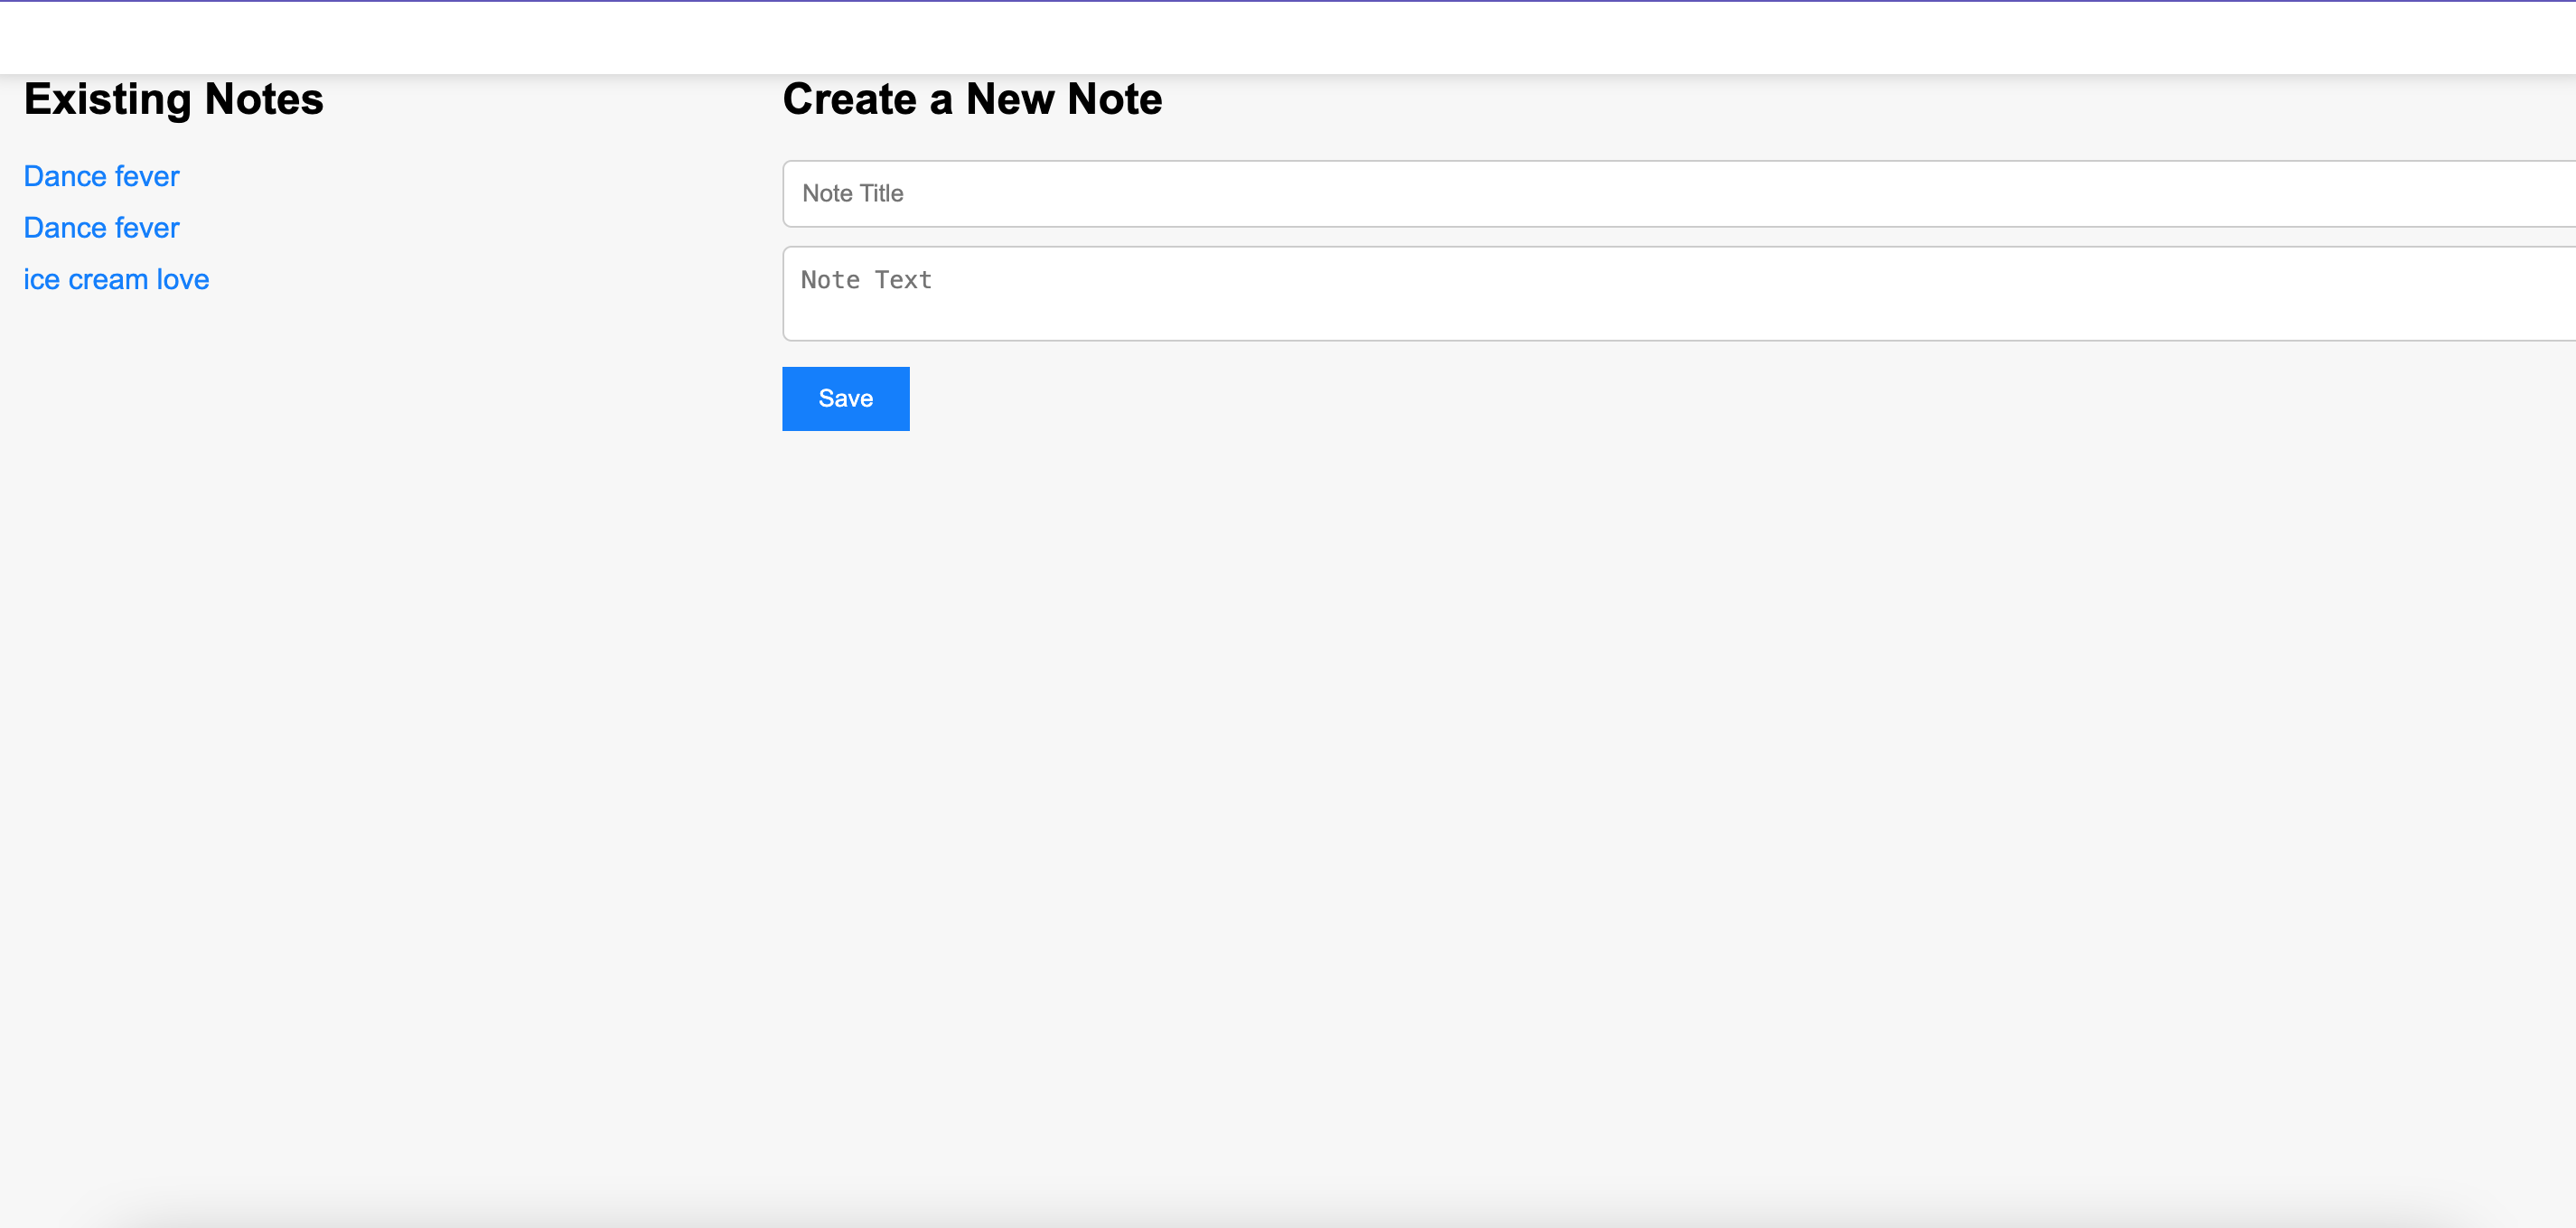 Existing Notes
Dance fever
Dance fever
ice cream love
Create a New Note
Note Title
Note Text
Save